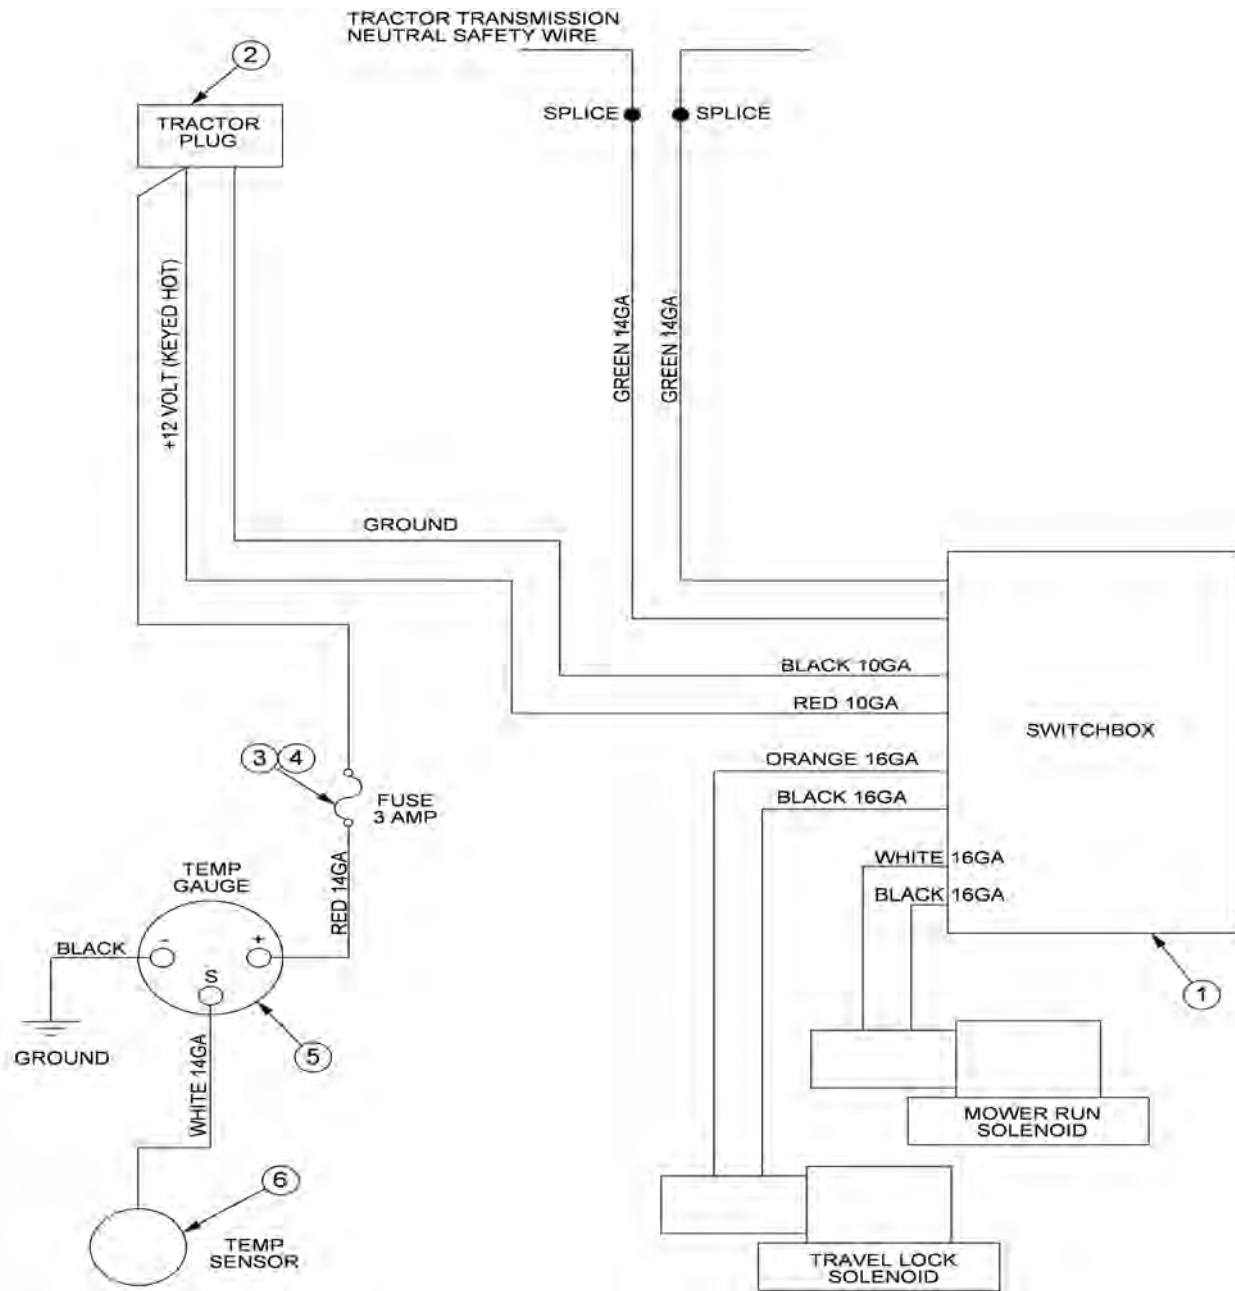 TRACTOR TRANSMISSION
NEUTRAL SAFETY WIRE
2
TRACTOR
PLUG
SPLICE
SPLICE
+12 VOLT (KEYED HOT)
GREEN 14GA
GREEN 14GA
GROUND
BLACK 10GA
RED 10GA
SWITCHBOX
ORANGE 16GA
BLACK 16GA
WHITE 16GA
BLACK 16GA
3 4
FUSE
3 AMP
RED 14GA
TEMP
GAUGE
BLACK
-
+
S
GROUND
5
1
WHITE 14GA
MOWER RUN
SOLENOID
6
TEMP
SENSOR
TRAVEL LOCK
SOLENOID